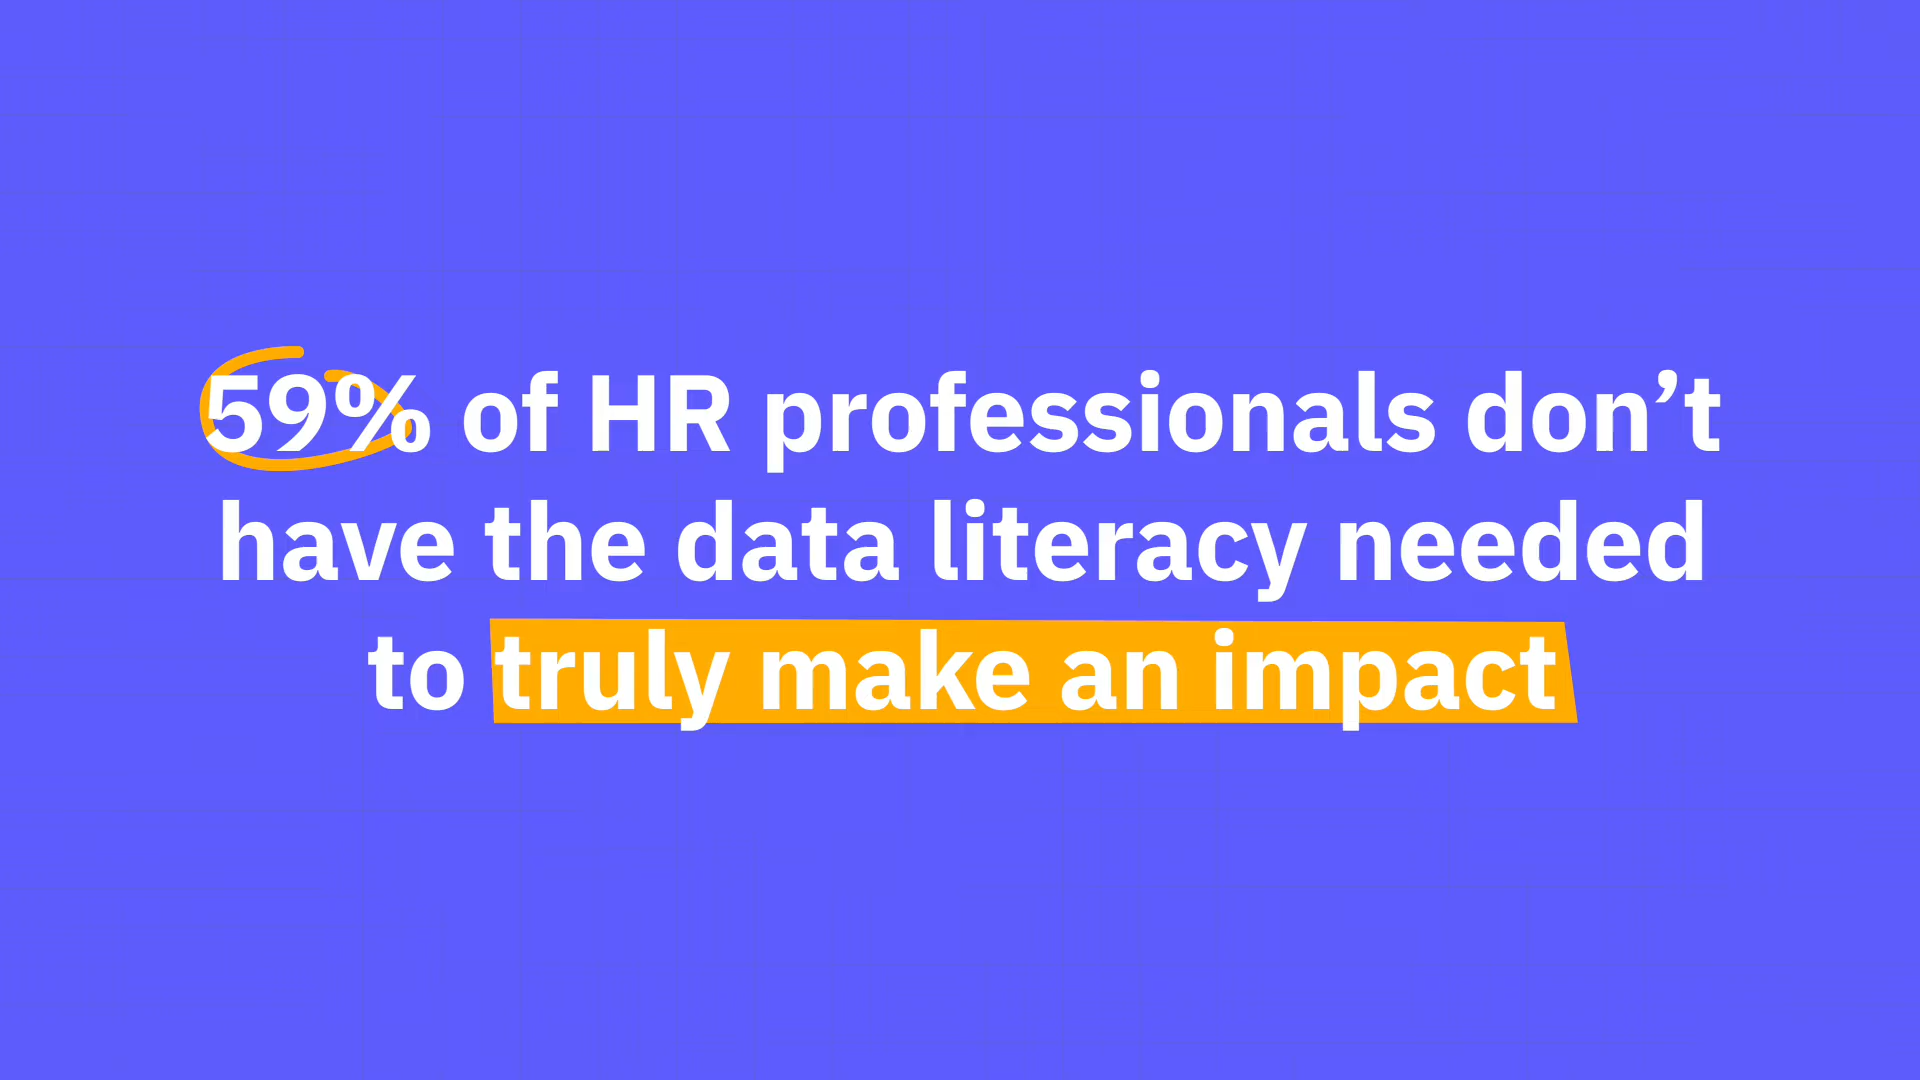 59% of HR professionals don’t
have the data literacy needed
to truly make an impact